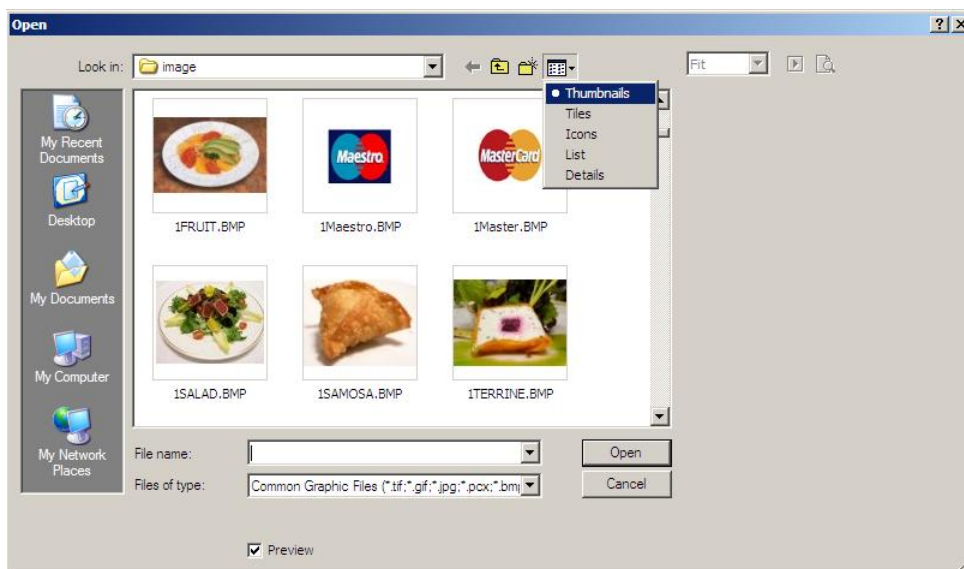 Open
Look in:
image
Fit
Thumbnails
Tiles
Icons
List
Details
My Recent
Documents
Desktop
My Documents
My Computer
My Network
Places
Maestro
MasterCard
1FRUIT.BMP
1Maestro.BMP
1Master.BMP
1SALAD.BMP
1SAMOSA.BMP
1TERRINE.BMP
File name:
Open
Files of type:
Common Graphic Files (*.tif;*.gif;*.jpg;*.pcx;*.bmp
Cancel
Preview